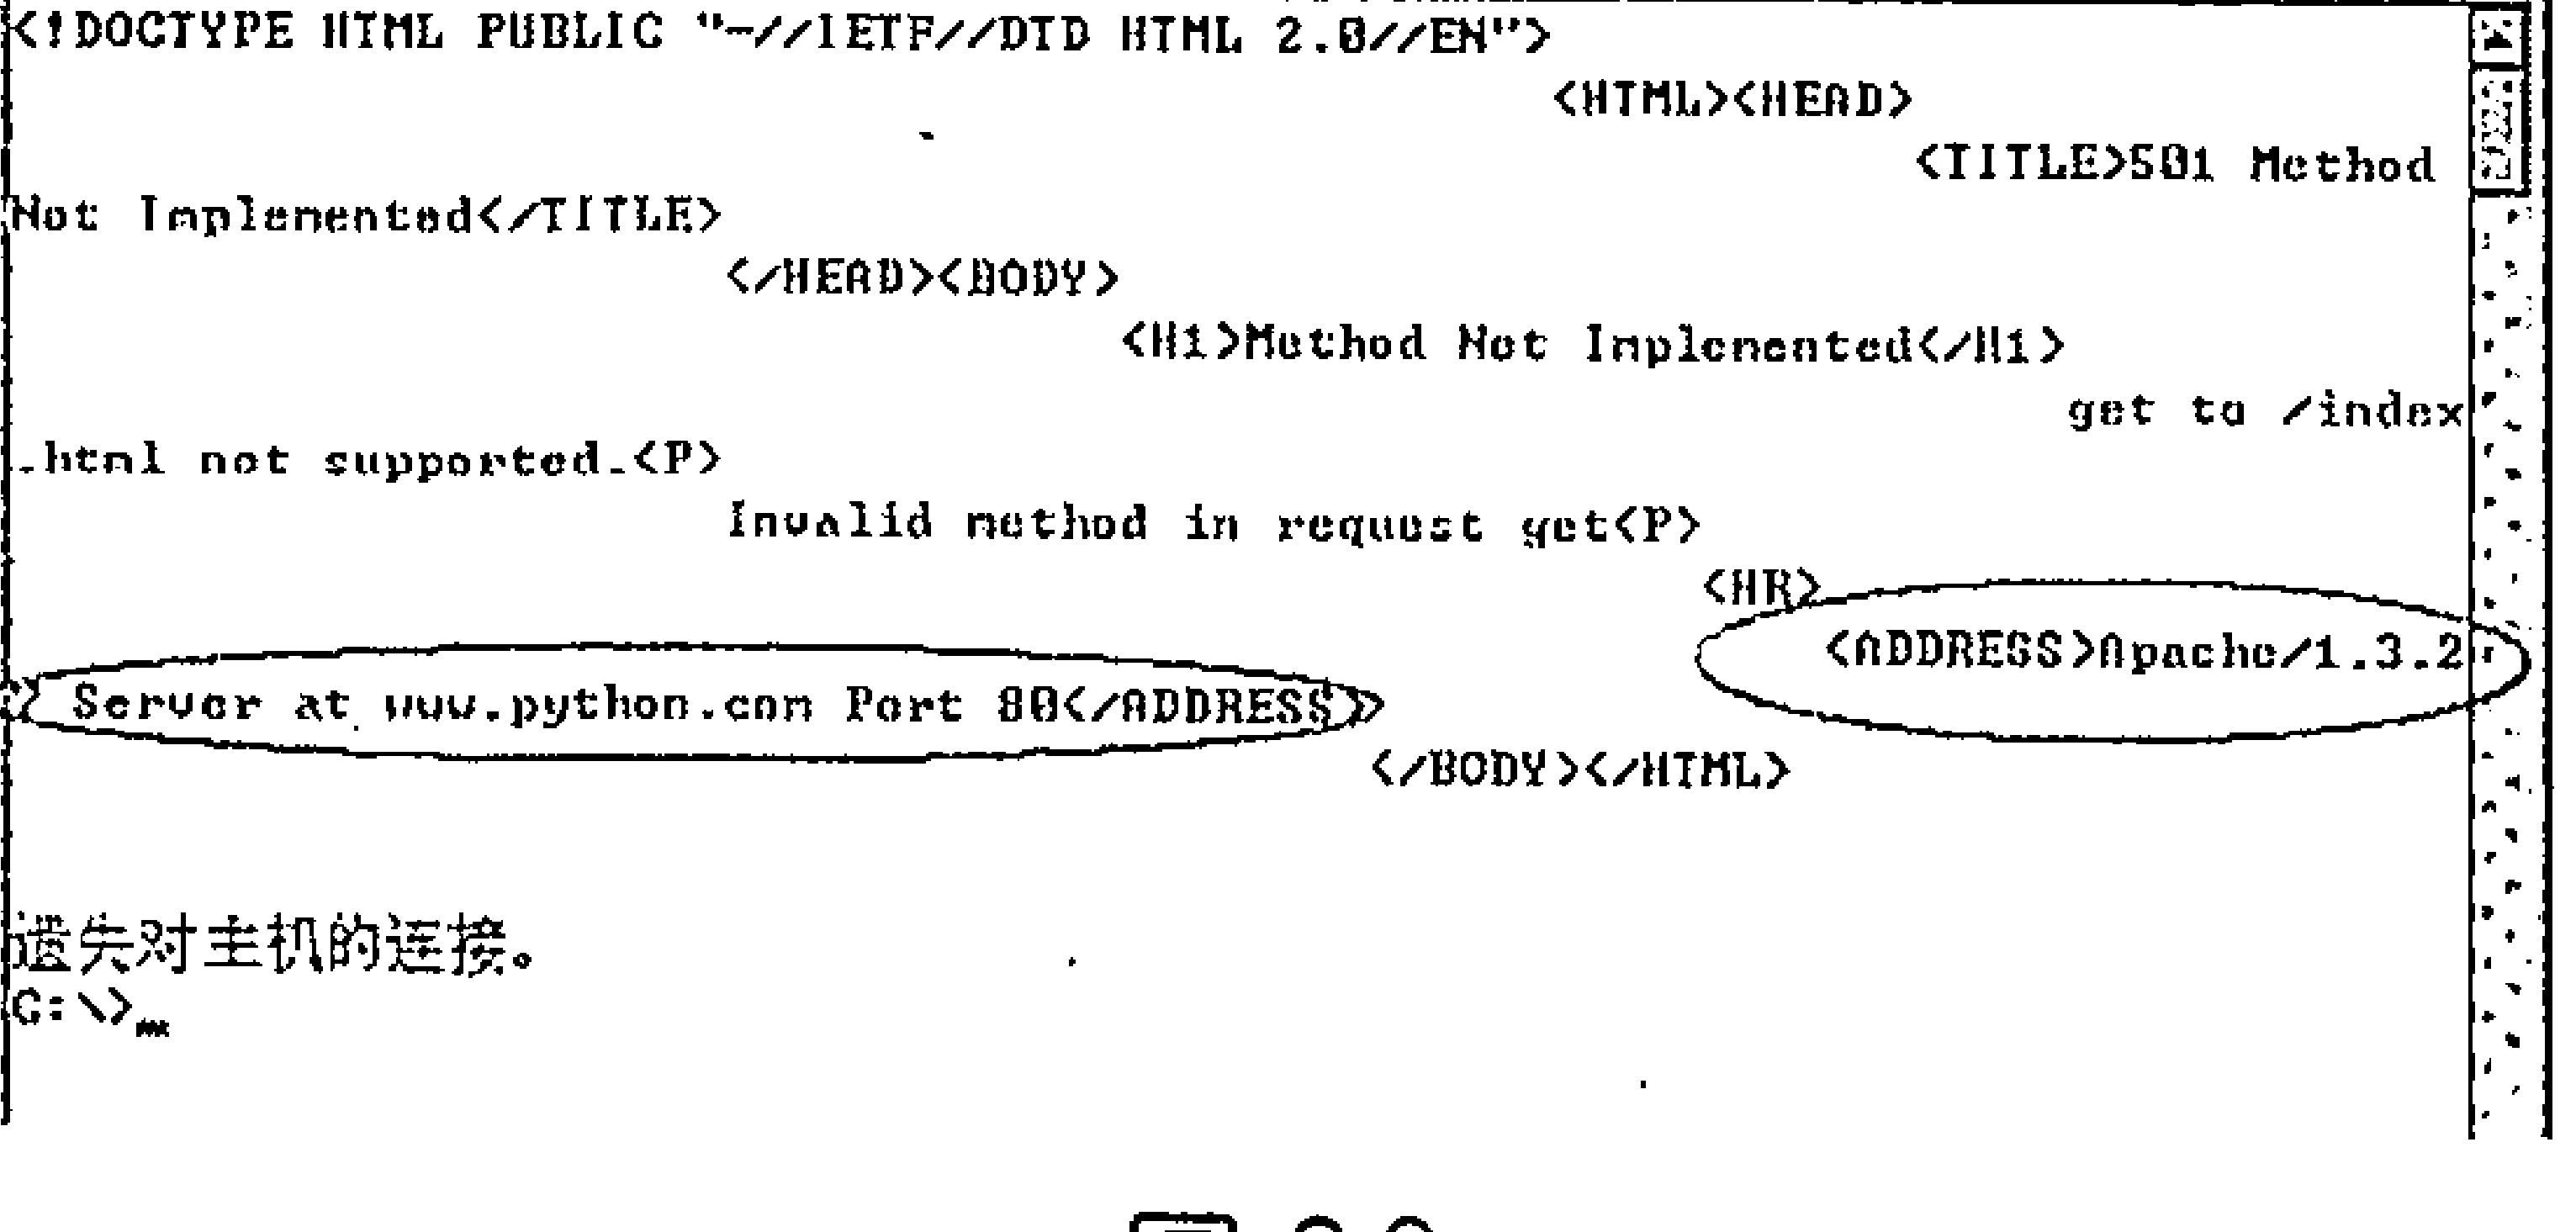 <!DOCTYPE HTML PUBLIC "-//IETF//DTD HTML 2.0//EN">
<HTML><HEAD>
<TITLE>501 Method
Not Implemented</TITLE>
</HEAD><BODY>
<H1>Method Not Implemented</H1>
get to /index
.html not supported.<P>
Invalid method in request get<P>
<HR>
<ADDRESS>Apache/1.3.2
Server at www.python.com Port 80</ADDRESS>
</BODY></HTML>
遗失对主机的连接。
C:\>